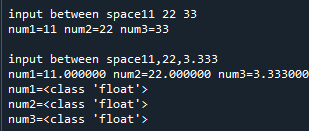 input between space11 22 33
num1=11 num2=22 num3=33
input between space11,22,3.333
num1=11.000000 num2=22.000000 num3=3.333000
num1=<class 'float'>
num2=<class 'float'>
num3=<class 'float'>